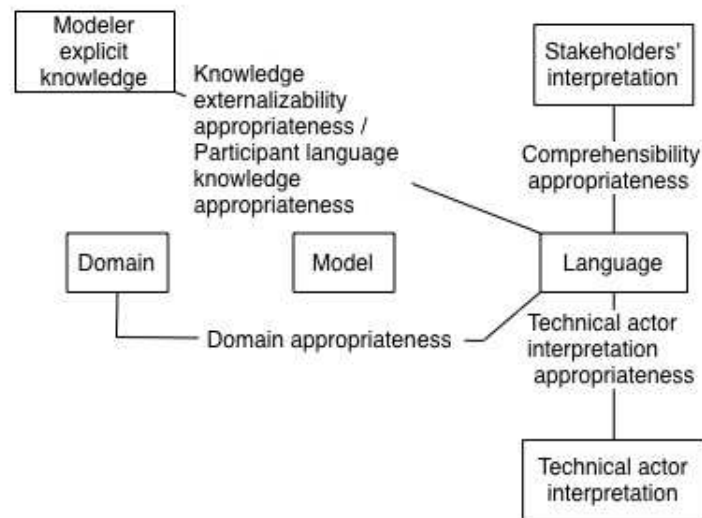 Modeler
explicit
knowledge
Stakeholders'
interpretation
Knowledge
externalizability
appropriateness /
Participant language
knowledge
appropriateness
Comprehensibility
appropriateness
Domain
Model
Language
Domain appropriateness
Technical actor
interpretation
appropriateness
Technical actor
interpretation